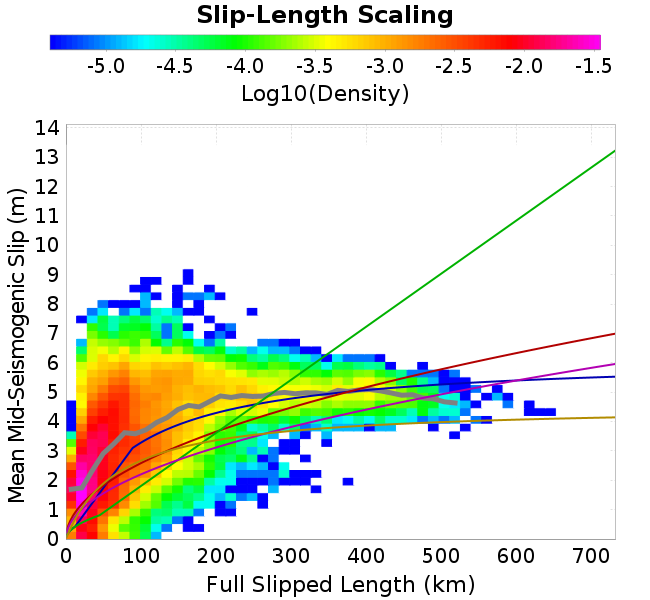 Slip-Length Scaling
-5.0 -4.5 -4.0 -3.5 -3.0 -2.5 -2.0 -1.5
Log10(Density)
14
13
12
11
10
9
8
7
6
5
4
3
2
1
0
Mean Mid-Seismogenic Slip (m)
0 100 200 300 400 500 600 700
Full Slipped Length (km)